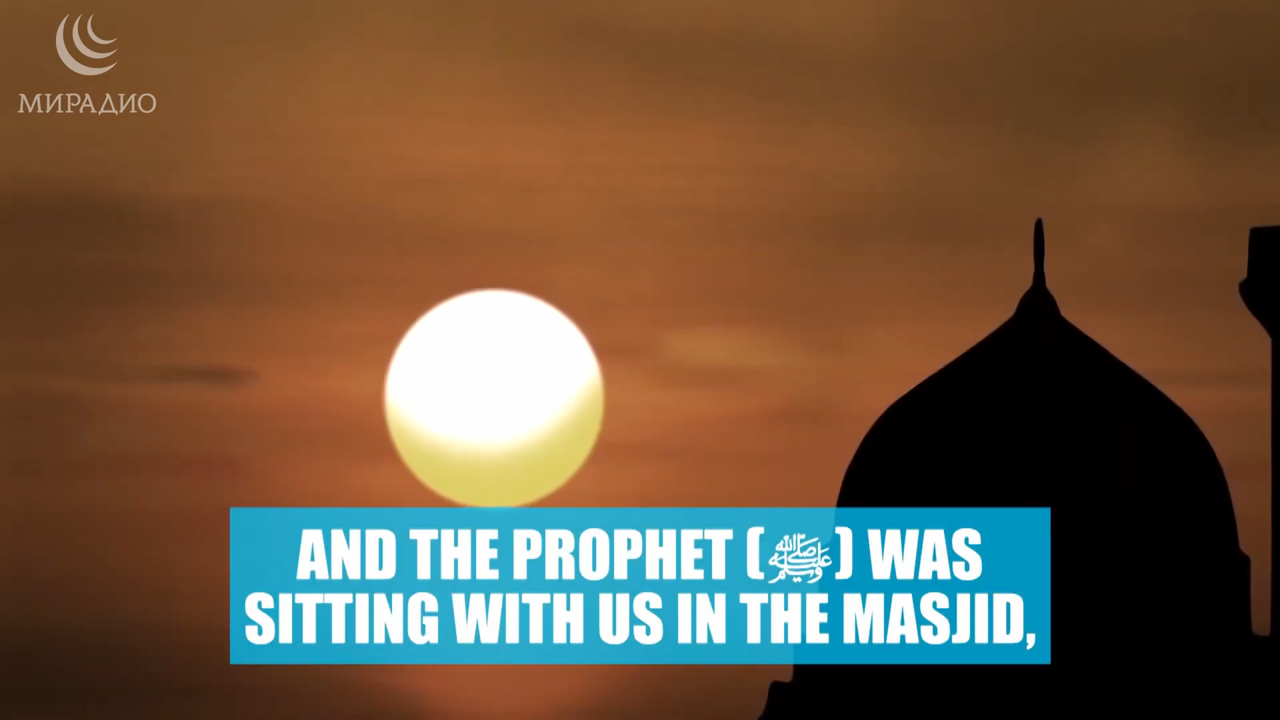 МИРАДИО
AND THE PROPHET (ﷺ) WAS
SITTING WITH US IN THE MASJID,